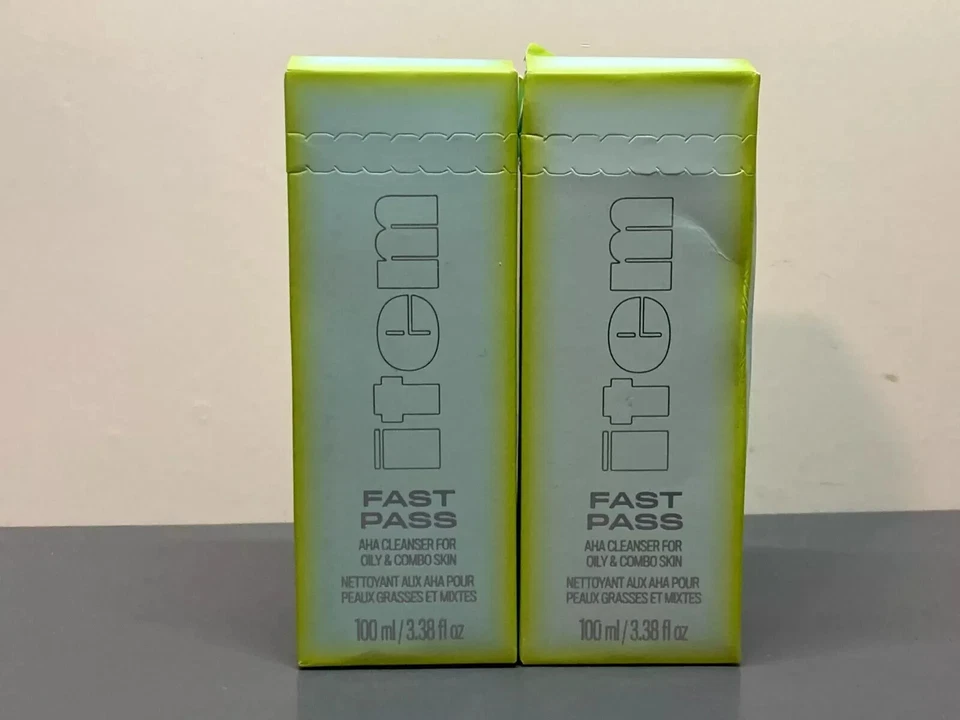 item
FAST
PASS
AHA CLEANSER FOR
OILY & COMBO SKIN
NETTOYANT AUX AHA POUR
PEAUX GRASSES ET MIXTES
100 ml / 3.38 fl oz
item
FAST
PASS
AHA CLEANSER FOR
OILY & COMBO SKIN
NETTOYANT AUX AHA POUR
PEAUX GRASSES ET MIXTES
100 ml / 3.38 fl oz